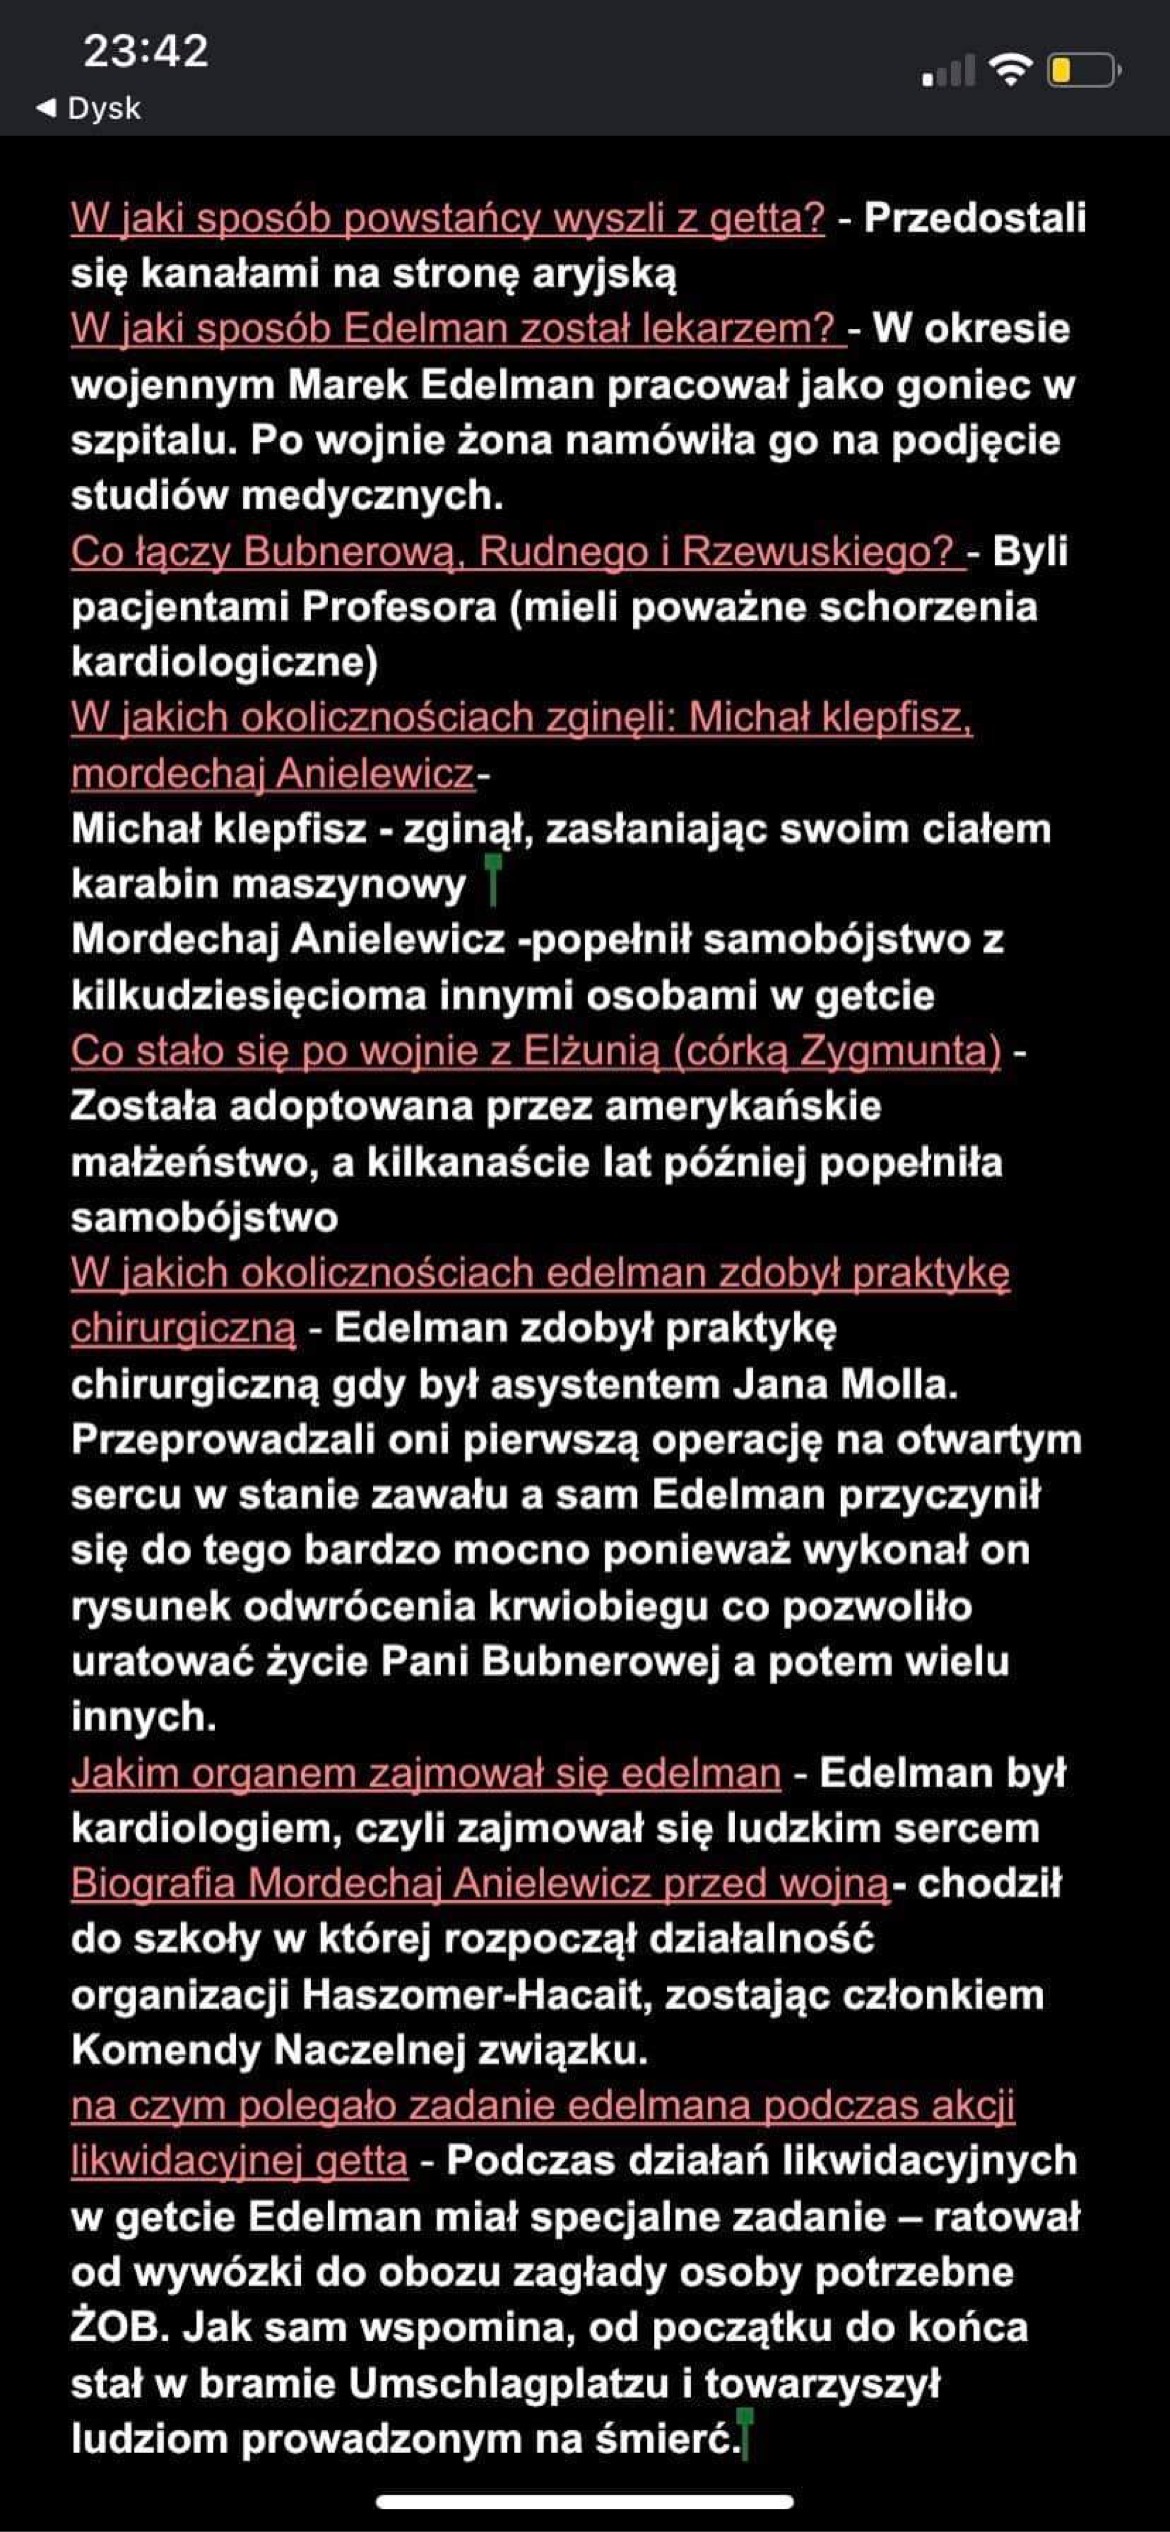 23:42
◀ Dysk
W jaki sposób powstańcy wyszli z getta? - Przedostali
się kanałami na stronę aryjską
W jaki sposób Edelman został lekarzem? - W okresie
wojennym Marek Edelman pracował jako goniec w
szpitalu. Po wojnie żona namówiła go na podjęcie
studiów medycznych.
Co łączy Bubnerową, Rudnego i Rzewuskiego? - Byli
pacjentami Profesora (mieli poważne schorzenia
kardiologiczne)
W jakich okolicznościach zginęli: Michał klepfisz,
mordechaj Anielewicz-
Michał klepfisz - zginął, zasłaniając swoim ciałem
karabin maszynowy
Mordechaj Anielewicz -popełnił samobójstwo z
kilkudziesięcioma innymi osobami w getcie
Co stało się po wojnie z Elżunią (córką Zygmunta) -
Została adoptowana przez amerykańskie
małżeństwo, a kilkanaście lat później popełniła
samobójstwo
W jakich okolicznościach edelman zdobył praktykę
chirurgiczną - Edelman zdobył praktykę
chirurgiczną gdy był asystentem Jana Molla.
Przeprowadzali oni pierwszą operację na otwartym
sercu w stanie zawału a sam Edelman przyczynił
się do tego bardzo mocno ponieważ wykonał on
rysunek odwrócenia krwiobiegu co pozwoliło
uratować życie Pani Bubnerowej a potem wielu
innych.
Jakim organem zajmował się edelman - Edelman był
kardiologiem, czyli zajmował się ludzkim sercem
Biografia Mordechaj Anielewicz przed wojną- chodził
do szkoły w której rozpoczął działalność
organizacji Haszomer-Hacait, zostając członkiem
Komendy Naczelnej związku.
na czym polegało zadanie edelmana podczas akcji
likwidacyjnej getta - Podczas działań likwidacyjnych
w getcie Edelman miał specjalne zadanie – ratował
od wywózki do obozu zagłady osoby potrzebne
ŻOB. Jak sam wspomina, od początku do końca
stał w bramie Umschlagplatzu i towarzyszył
ludziom prowadzonym na śmierć.